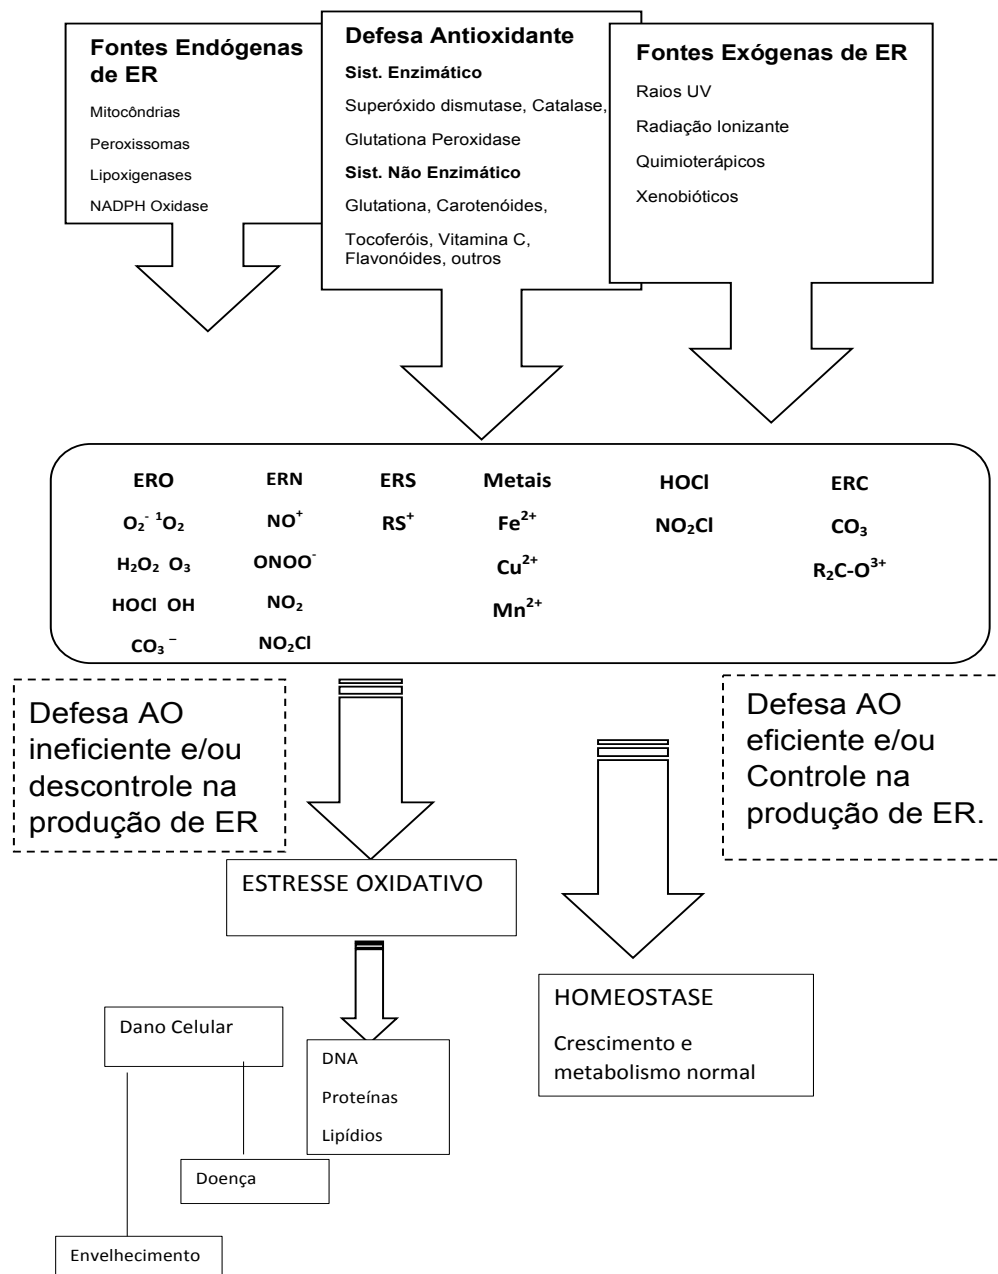 Fontes Endógenas
de ER
Mitocôndrias
Peroxissomas
Lipoxigenases
NADPH Oxidase
Defesa Antioxidante
Sist. Enzimático
Superóxido dismutase, Catalase,
Glutationa Peroxidase
Sist. Não Enzimático
Glutationa, Carotenóides,
Tocoferóis, Vitamina C,
Flavonóides, outros
Fontes Exógenas de ER
Raios UV
Radiação Ionizante
Quimioterápicos
Xenobióticos
ERO
O₂⁻ ¹O₂
H₂O₂ O₃
HOCl OH
CO₃⁻
ERN
NO⁺
ONOO⁻
NO₂
NO₂Cl
ERS
RS⁺
Metais
Fe²⁺
Cu²⁺
Mn²⁺
HOCl
NO₂Cl
ERC
CO₃
R₂C-O³⁺
Defesa AO
ineficiente e/ou
descontrole na
produção de ER
Defesa AO
eficiente e/ou
Controle na
produção de ER.
ESTRESSE OXIDATIVO
HOMEOSTASE
Crescimento e
metabolismo normal
Dano Celular
DNA
Proteínas
Lipídios
Doença
Envelhecimento